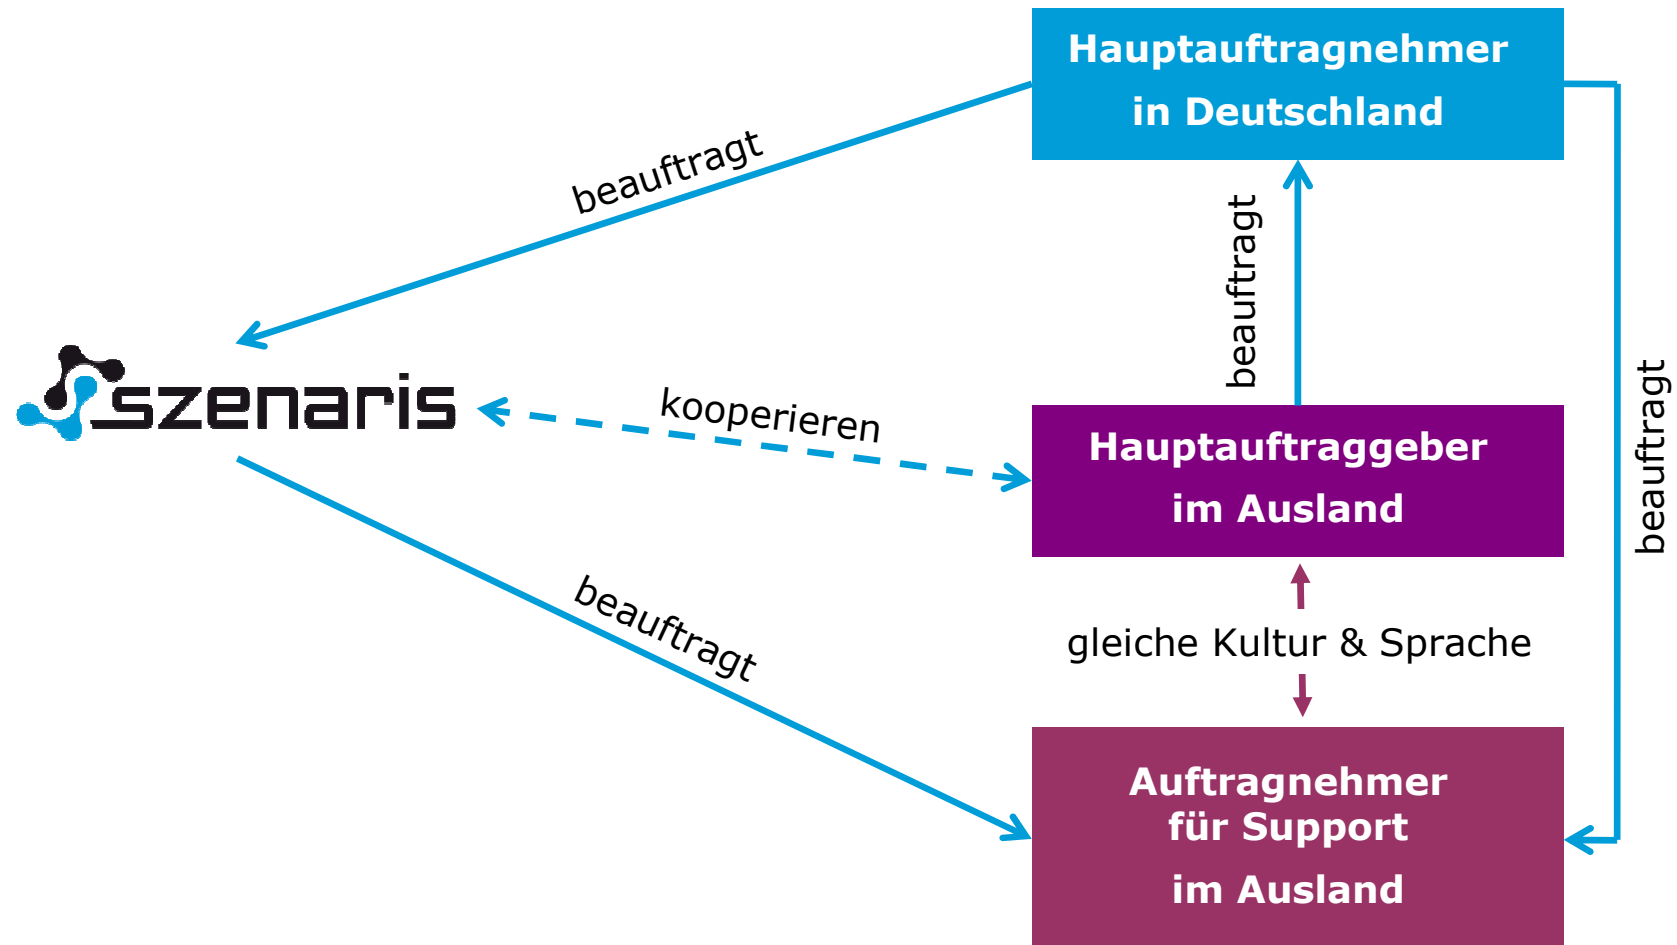 Hauptauftragnehmer
in Deutschland
beauftragt
beauftragt
beauftragt
szenaris
kooperieren
Hauptauftraggeber
im Ausland
beauftragt
gleiche Kultur & Sprache
Auftragnehmer
für Support
im Ausland